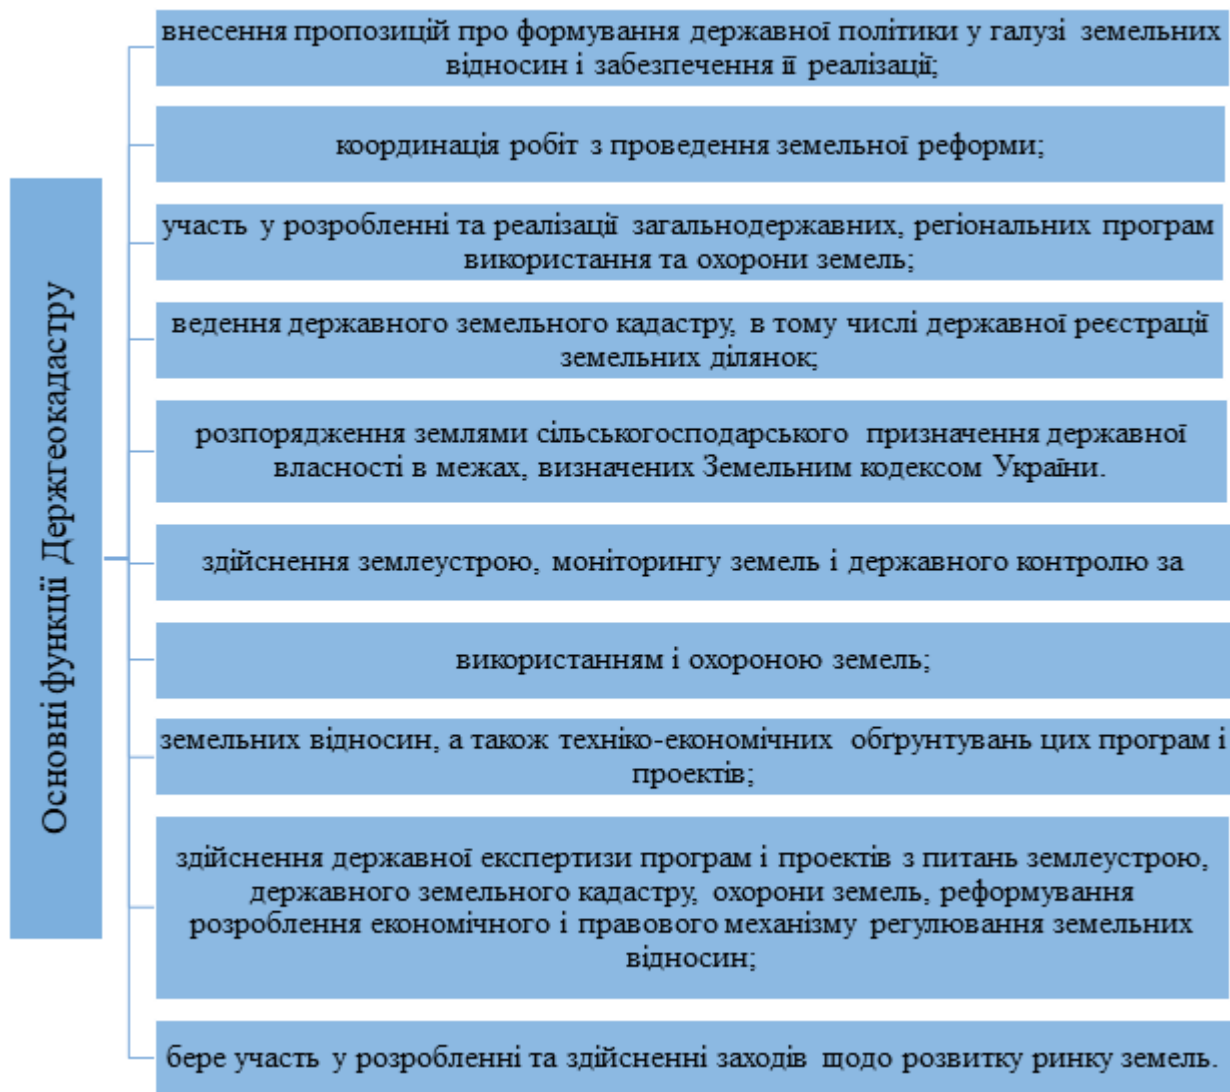 Основні функції Держгеокадастру
внесення пропозицій про формування державної політики у галузі земельних
відносин і забезпечення її реалізації;
координація робіт з проведення земельної реформи;
участь у розробленні та реалізації загальнодержавних, регіональних програм
використання та охорони земель;
ведення державного земельного кадастру, в тому числі державної реєстрації
земельних ділянок;
розпорядження землями сільськогосподарського призначення державної
власності в межах, визначених Земельним кодексом України.
здійснення землеустрою, моніторингу земель і державного контролю за
використанням і охороною земель;
земельних відносин, а також техніко-економічних обґрунтувань цих програм і
проектів;
здійснення державної експертизи програм і проектів з питань землеустрою,
державного земельного кадастру, охорони земель, реформування
розроблення економічного і правового механізму регулювання земельних
відносин;
бере участь у розробленні та здійсненні заходів щодо розвитку ринку земель.